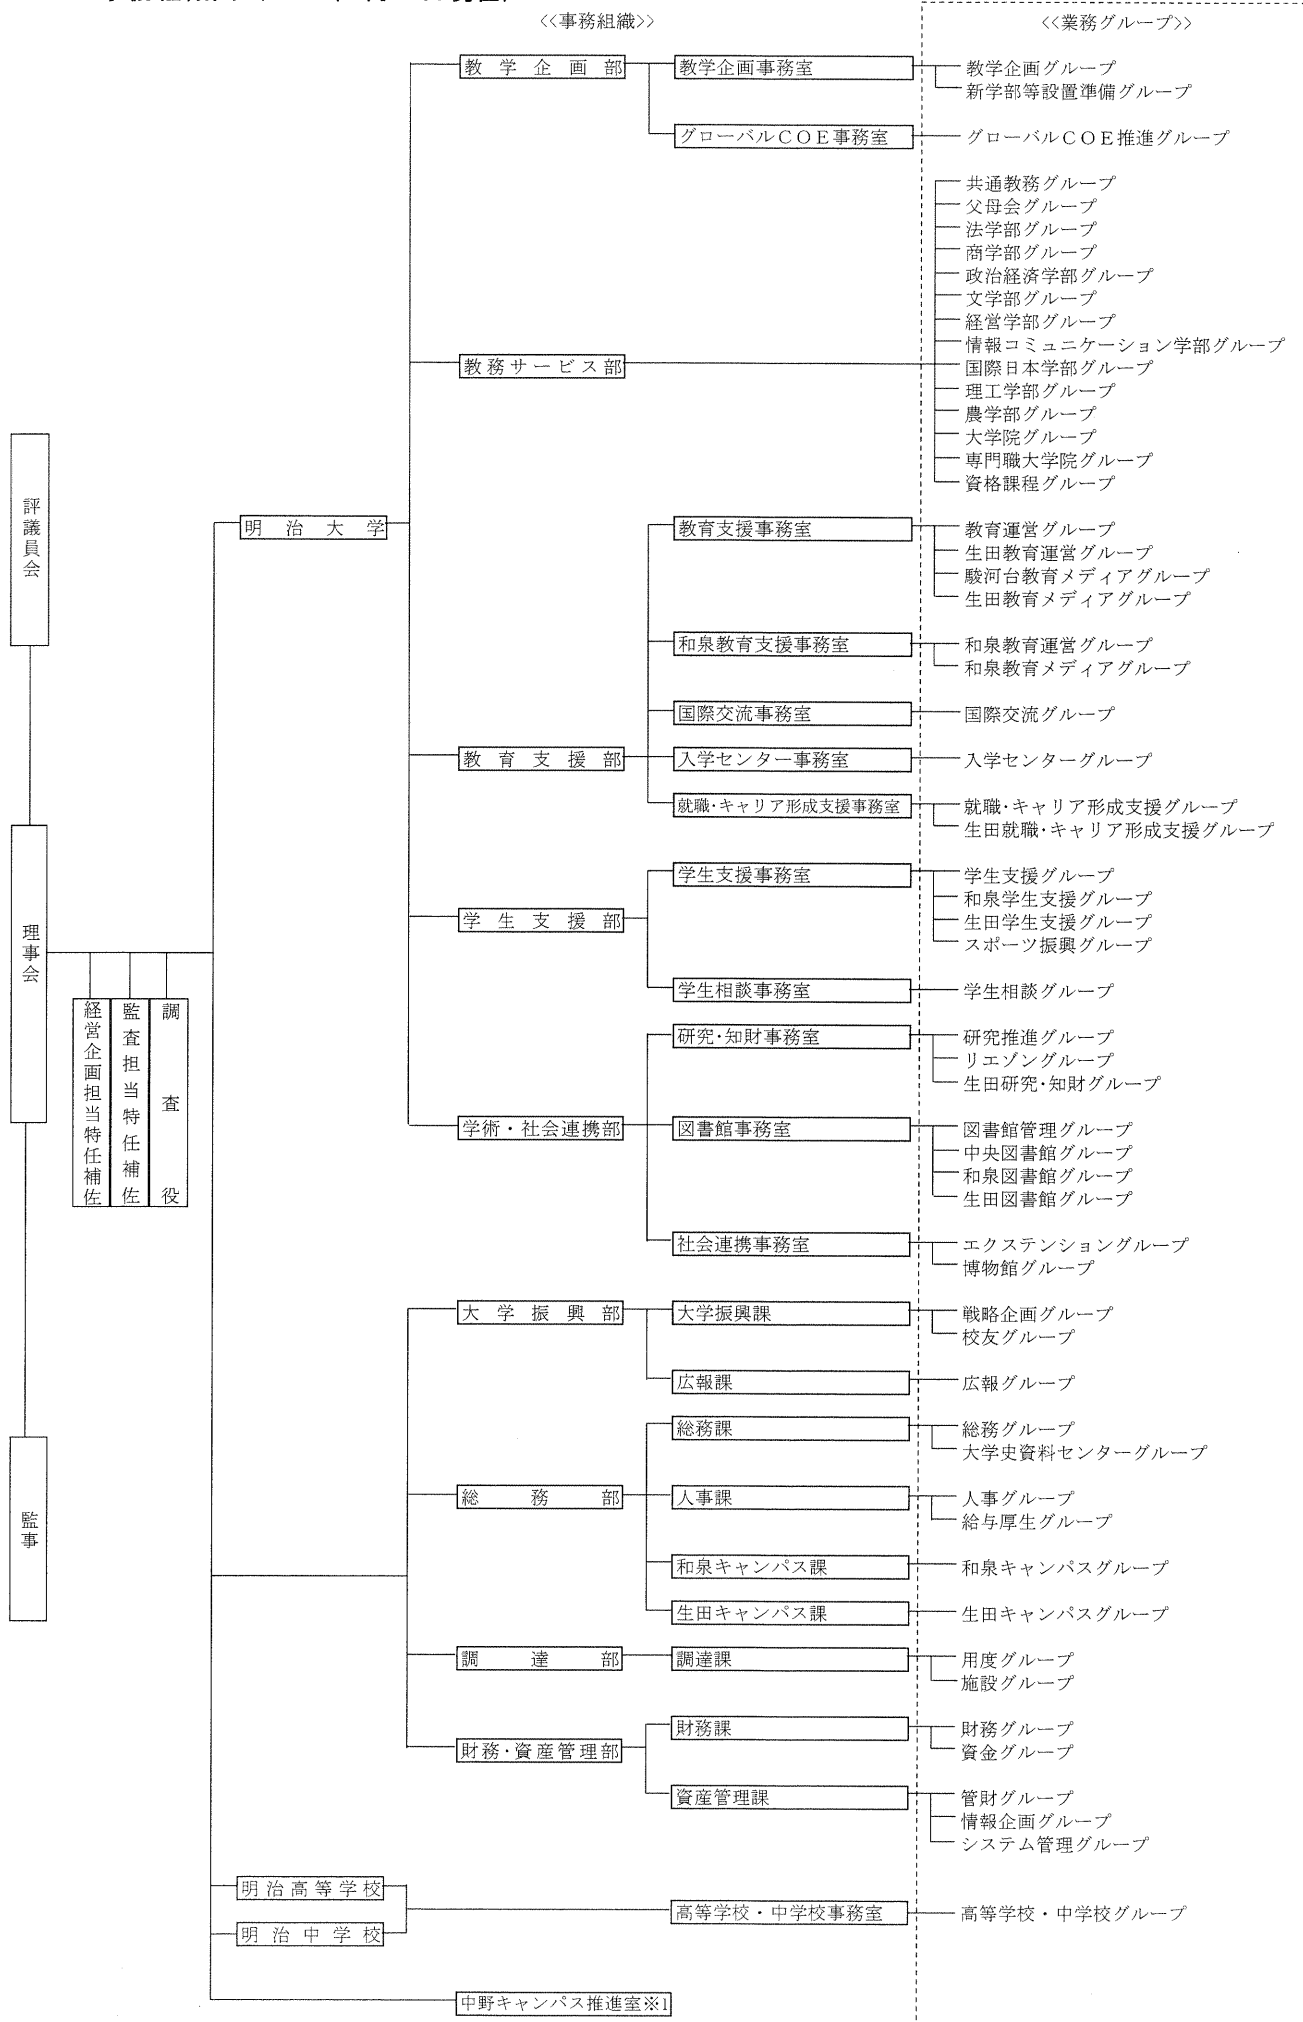 <<事務組織>>
<<業務グループ>>
教学企画部
教学企画事務室
教学企画グループ
新学部等設置準備グループ
グローバルCOE事務室
グローバルCOE推進グループ
教務サービス部
共通教務グループ
父母会グループ
法学部グループ
商学部グループ
政治経済学部グループ
文学部グループ
経営学部グループ
情報コミュニケーション学部グループ
国際日本学部グループ
理工学部グループ
農学部グループ
大学院グループ
専門職大学院グループ
資格課程グループ
評議員会
理事会
監事
経営企画担当特任補佐
監査担当特任補佐
調査役
明治大学
教育支援部
教育支援事務室
教育運営グループ
生田教育運営グループ
駿河台教育メディアグループ
生田教育メディアグループ
和泉教育支援事務室
和泉教育運営グループ
和泉教育メディアグループ
国際交流事務室
国際交流グループ
入学センター事務室
入学センターグループ
就職・キャリア形成支援事務室
就職・キャリア形成支援グループ
生田就職・キャリア形成支援グループ
学生支援部
学生支援事務室
学生支援グループ
和泉学生支援グループ
生田学生支援グループ
スポーツ振興グループ
学生相談事務室
学生相談グループ
学術・社会連携部
研究・知財事務室
研究推進グループ
リエゾングループ
生田研究・知財グループ
図書館事務室
図書館管理グループ
中央図書館グループ
和泉図書館グループ
生田図書館グループ
社会連携事務室
エクステンショングループ
博物館グループ
大学振興部
大学振興課
戦略企画グループ
校友グループ
広報課
広報グループ
総務部
総務課
総務グループ
大学史資料センターグループ
人事課
人事グループ
給与厚生グループ
和泉キャンパス課
和泉キャンパスグループ
生田キャンパス課
生田キャンパスグループ
調達部
調達課
用度グループ
施設グループ
財務・資産管理部
財務課
財務グループ
資金グループ
資産管理課
管財グループ
情報企画グループ
システム管理グループ
明治高等学校
明治中学校
高等学校・中学校事務室
高等学校・中学校グループ
中野キャンパス推進室※1